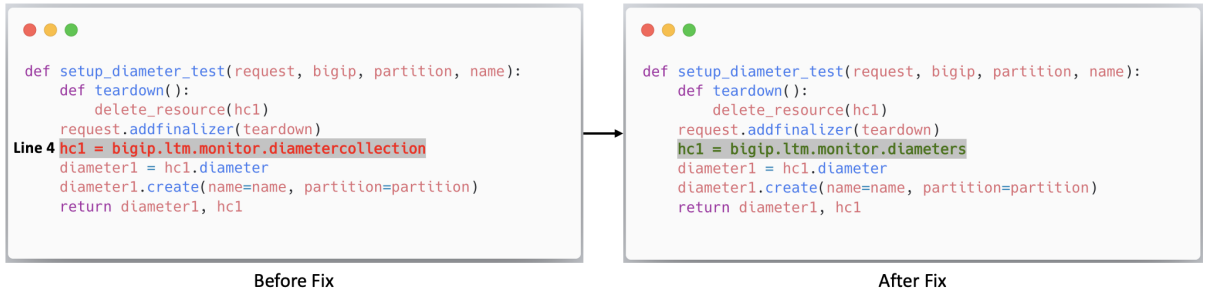 def setup_diameter_test(request, bigip, partition, name):
def teardown():
delete_resource(hc1)
request.addfinalizer(teardown)
Line 4 hc1 = bigip.ltm.monitor.diametercollection
diameter1 = hc1.diameter
diameter1.create(name=name, partition=partition)
return diameter1, hc1
Before Fix
def setup_diameter_test(request, bigip, partition, name):
def teardown():
delete_resource(hc1)
request.addfinalizer(teardown)
hc1 = bigip.ltm.monitor.diameters
diameter1 = hc1.diameter
diameter1.create(name=name, partition=partition)
return diameter1, hc1
After Fix